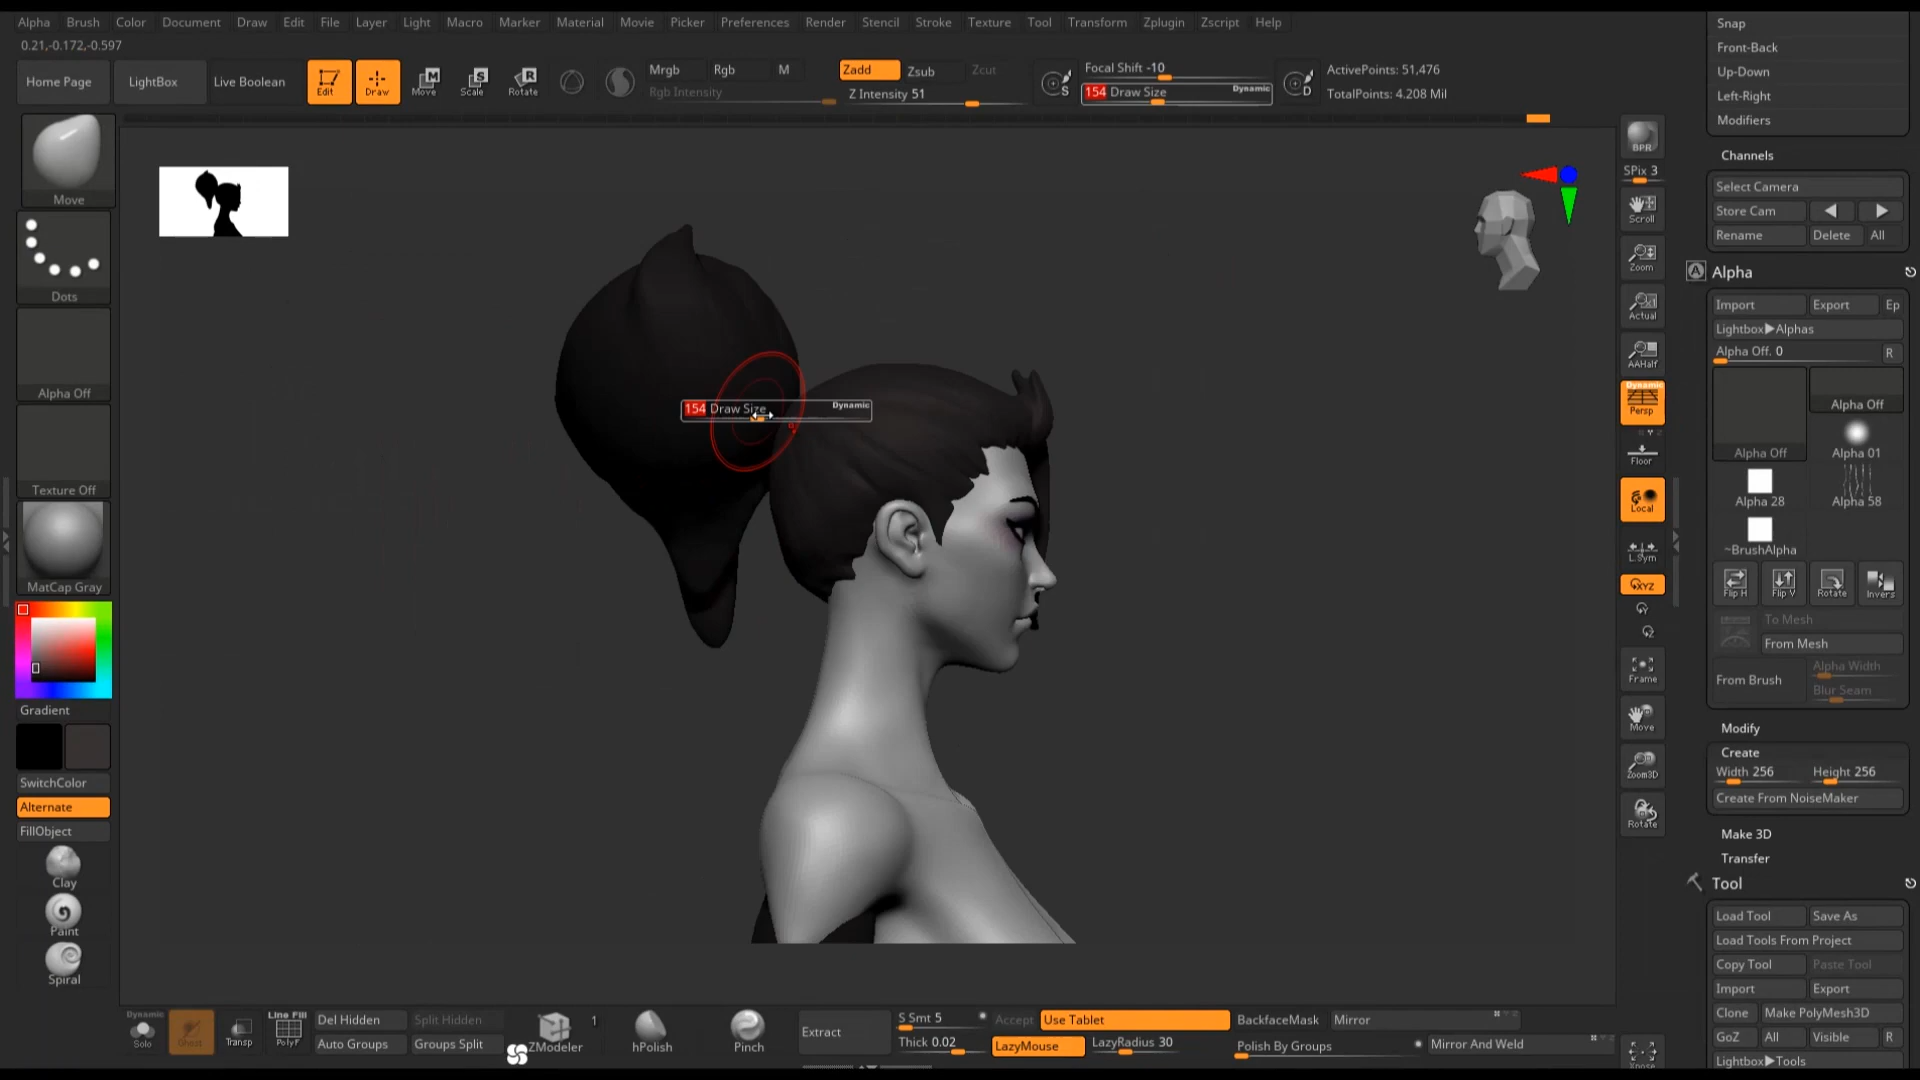 Alpha Brush Color Document Draw Edit File Layer Light Macro Marker Material Movie Picker Preferences Render Stencil Stroke Texture Tool Transform Zplugin Zscript Help
0.21,-0.172,-0.597
Home Page LightBox Live Boolean Edit Draw Move Scale Rotate
Mrgb Rgb M
Rgb Intensity
Zadd Zsub Zcut
Z Intensity 51
Focal Shift -10
154 Draw Size Dynamic
ActivePoints: 51,476
TotalPoints: 4.208 Mil
Move
Dots
Alpha Off
Texture Off
MatCap Gray
Gradient
SwitchColor
Alternate
FillObject
Clay
Paint
Spiral
154 Draw Size Dynamic
BPR
SPix 3
Scroll
Zoom
Actual
AAHalf
Dynamic
Persp
Floor
Local
L.Sym
XYZ
Frame
Move
Zoom3D
Rotate
Xpose
Snap
Front-Back
Up-Down
Left-Right
Modifiers
Channels
Select Camera
Store Cam
Rename Delete All
Alpha
Import Export Ep
Lightbox▶Alphas
Alpha Off. 0 R
Alpha Off Alpha Off
Alpha 01
Alpha 28 Alpha 58
~BrushAlpha
Flip H Flip V Rotate Invers
To Mesh
From Mesh
From Brush Alpha Width
Blur Seam
Modify
Create
Width 256 Height 256
Create From NoiseMaker
Make 3D
Transfer
Tool
Load Tool Save As
Load Tools From Project
Copy Tool Paste Tool
Import Export
Clone Make PolyMesh3D
GoZ All Visible R
Lightbox▶Tools
Dynamic
Solo Ghost Transp
Line Fill
PolyF
Del Hidden Split Hidden
Auto Groups Groups Split
ZModeler 1
hPolish
Pinch
Extract
S Smt 5 Accept
Thick 0.02
Use Tablet
LazyMouse LazyRadius 30
BackfaceMask Mirror
Polish By Groups Mirror And Weld